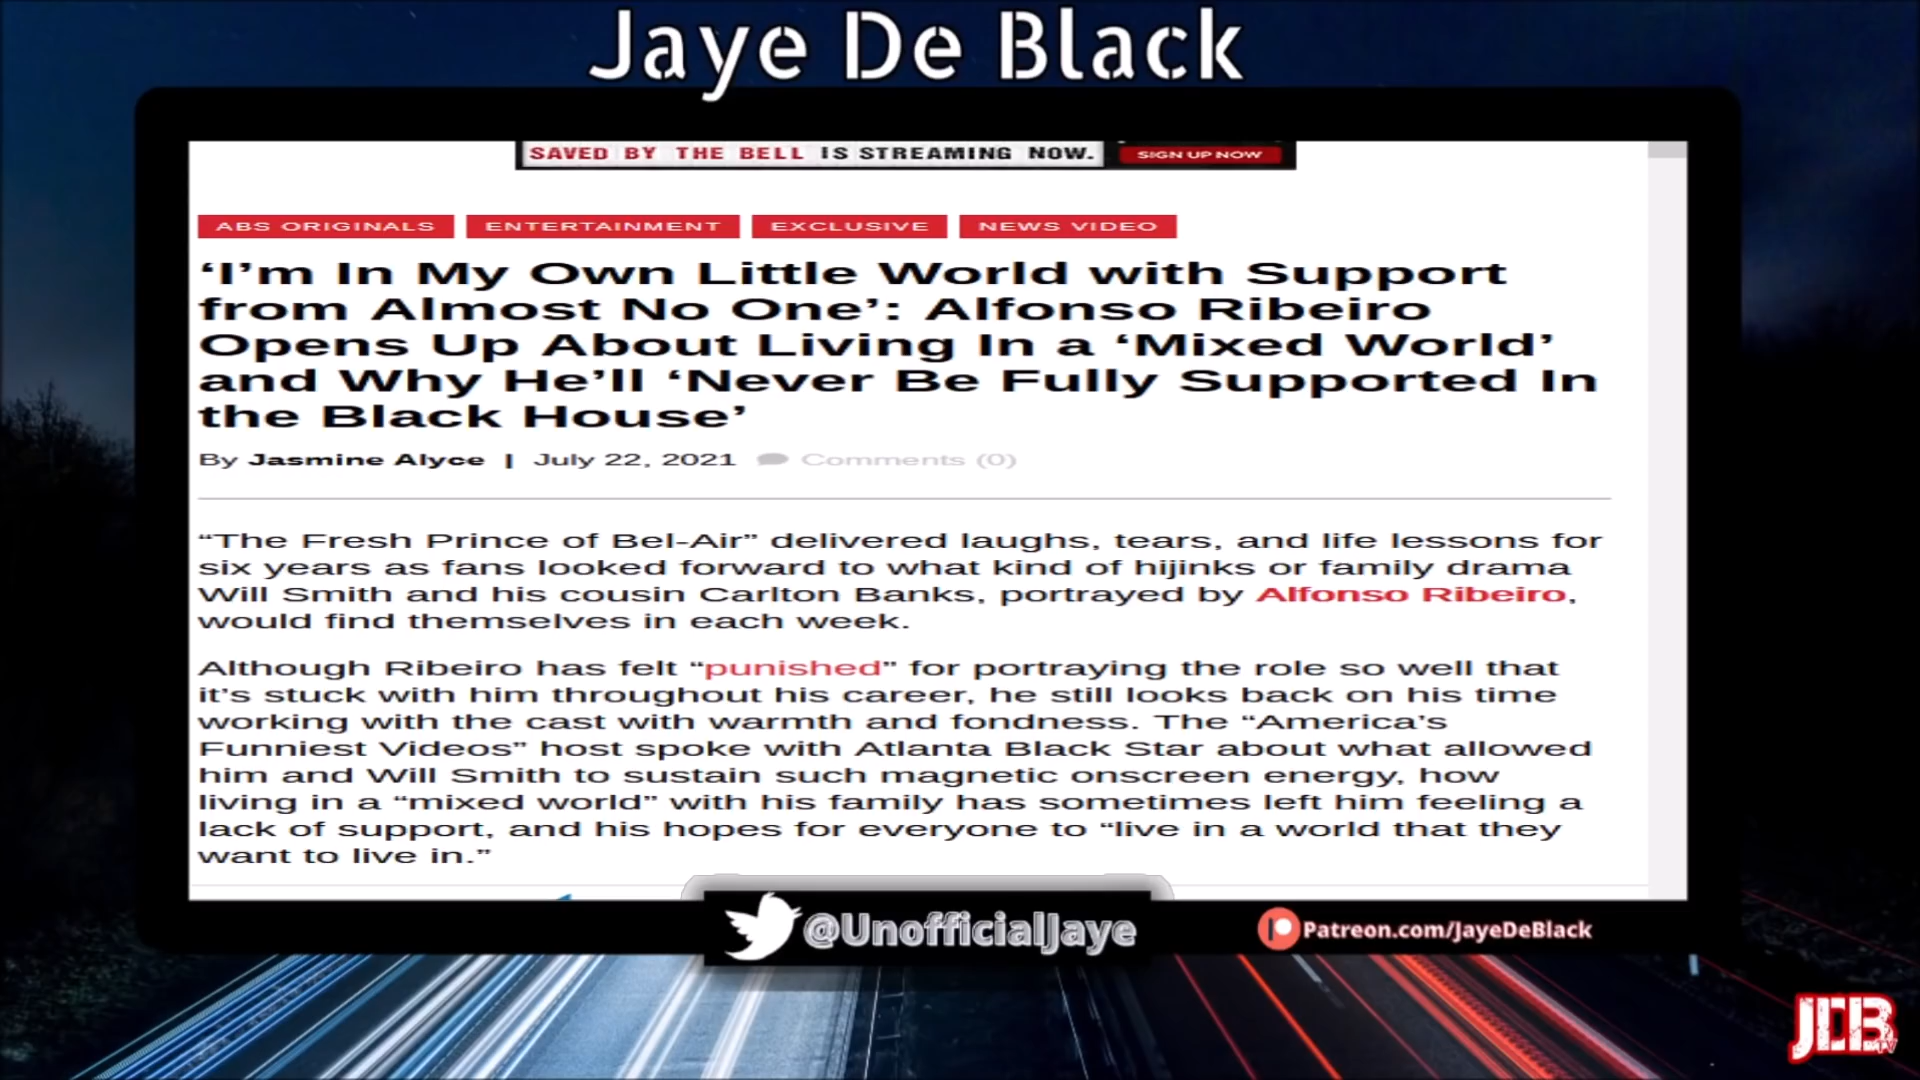 Jaye De Black
SAVED BY THE BELL IS STREAMING NOW.
SIGN UP NOW
ABS ORIGINALS
ENTERTAINMENT
EXCLUSIVE
NEWS VIDEO
‘I’m In My Own Little World with Support
from Almost No One’: Alfonso Ribeiro
Opens Up About Living In a ‘Mixed World’
and Why He’ll ‘Never Be Fully Supported In
the Black House’
By Jasmine Alyce | July 22, 2021 Comments (0)
“The Fresh Prince of Bel-Air” delivered laughs, tears, and life lessons for
six years as fans looked forward to what kind of hijinks or family drama
Will Smith and his cousin Carlton Banks, portrayed by Alfonso Ribeiro,
would find themselves in each week.
Although Ribeiro has felt “punished” for portraying the role so well that
it’s stuck with him throughout his career, he still looks back on his time
working with the cast with warmth and fondness. The “America’s
Funniest Videos” host spoke with Atlanta Black Star about what allowed
him and Will Smith to sustain such magnetic onscreen energy, how
living in a “mixed world” with his family has sometimes left him feeling a
lack of support, and his hopes for everyone to “live in a world that they
want to live in.”
@UnofficialJaye
Patreon.com/JayeDeBlack
JDB
TV